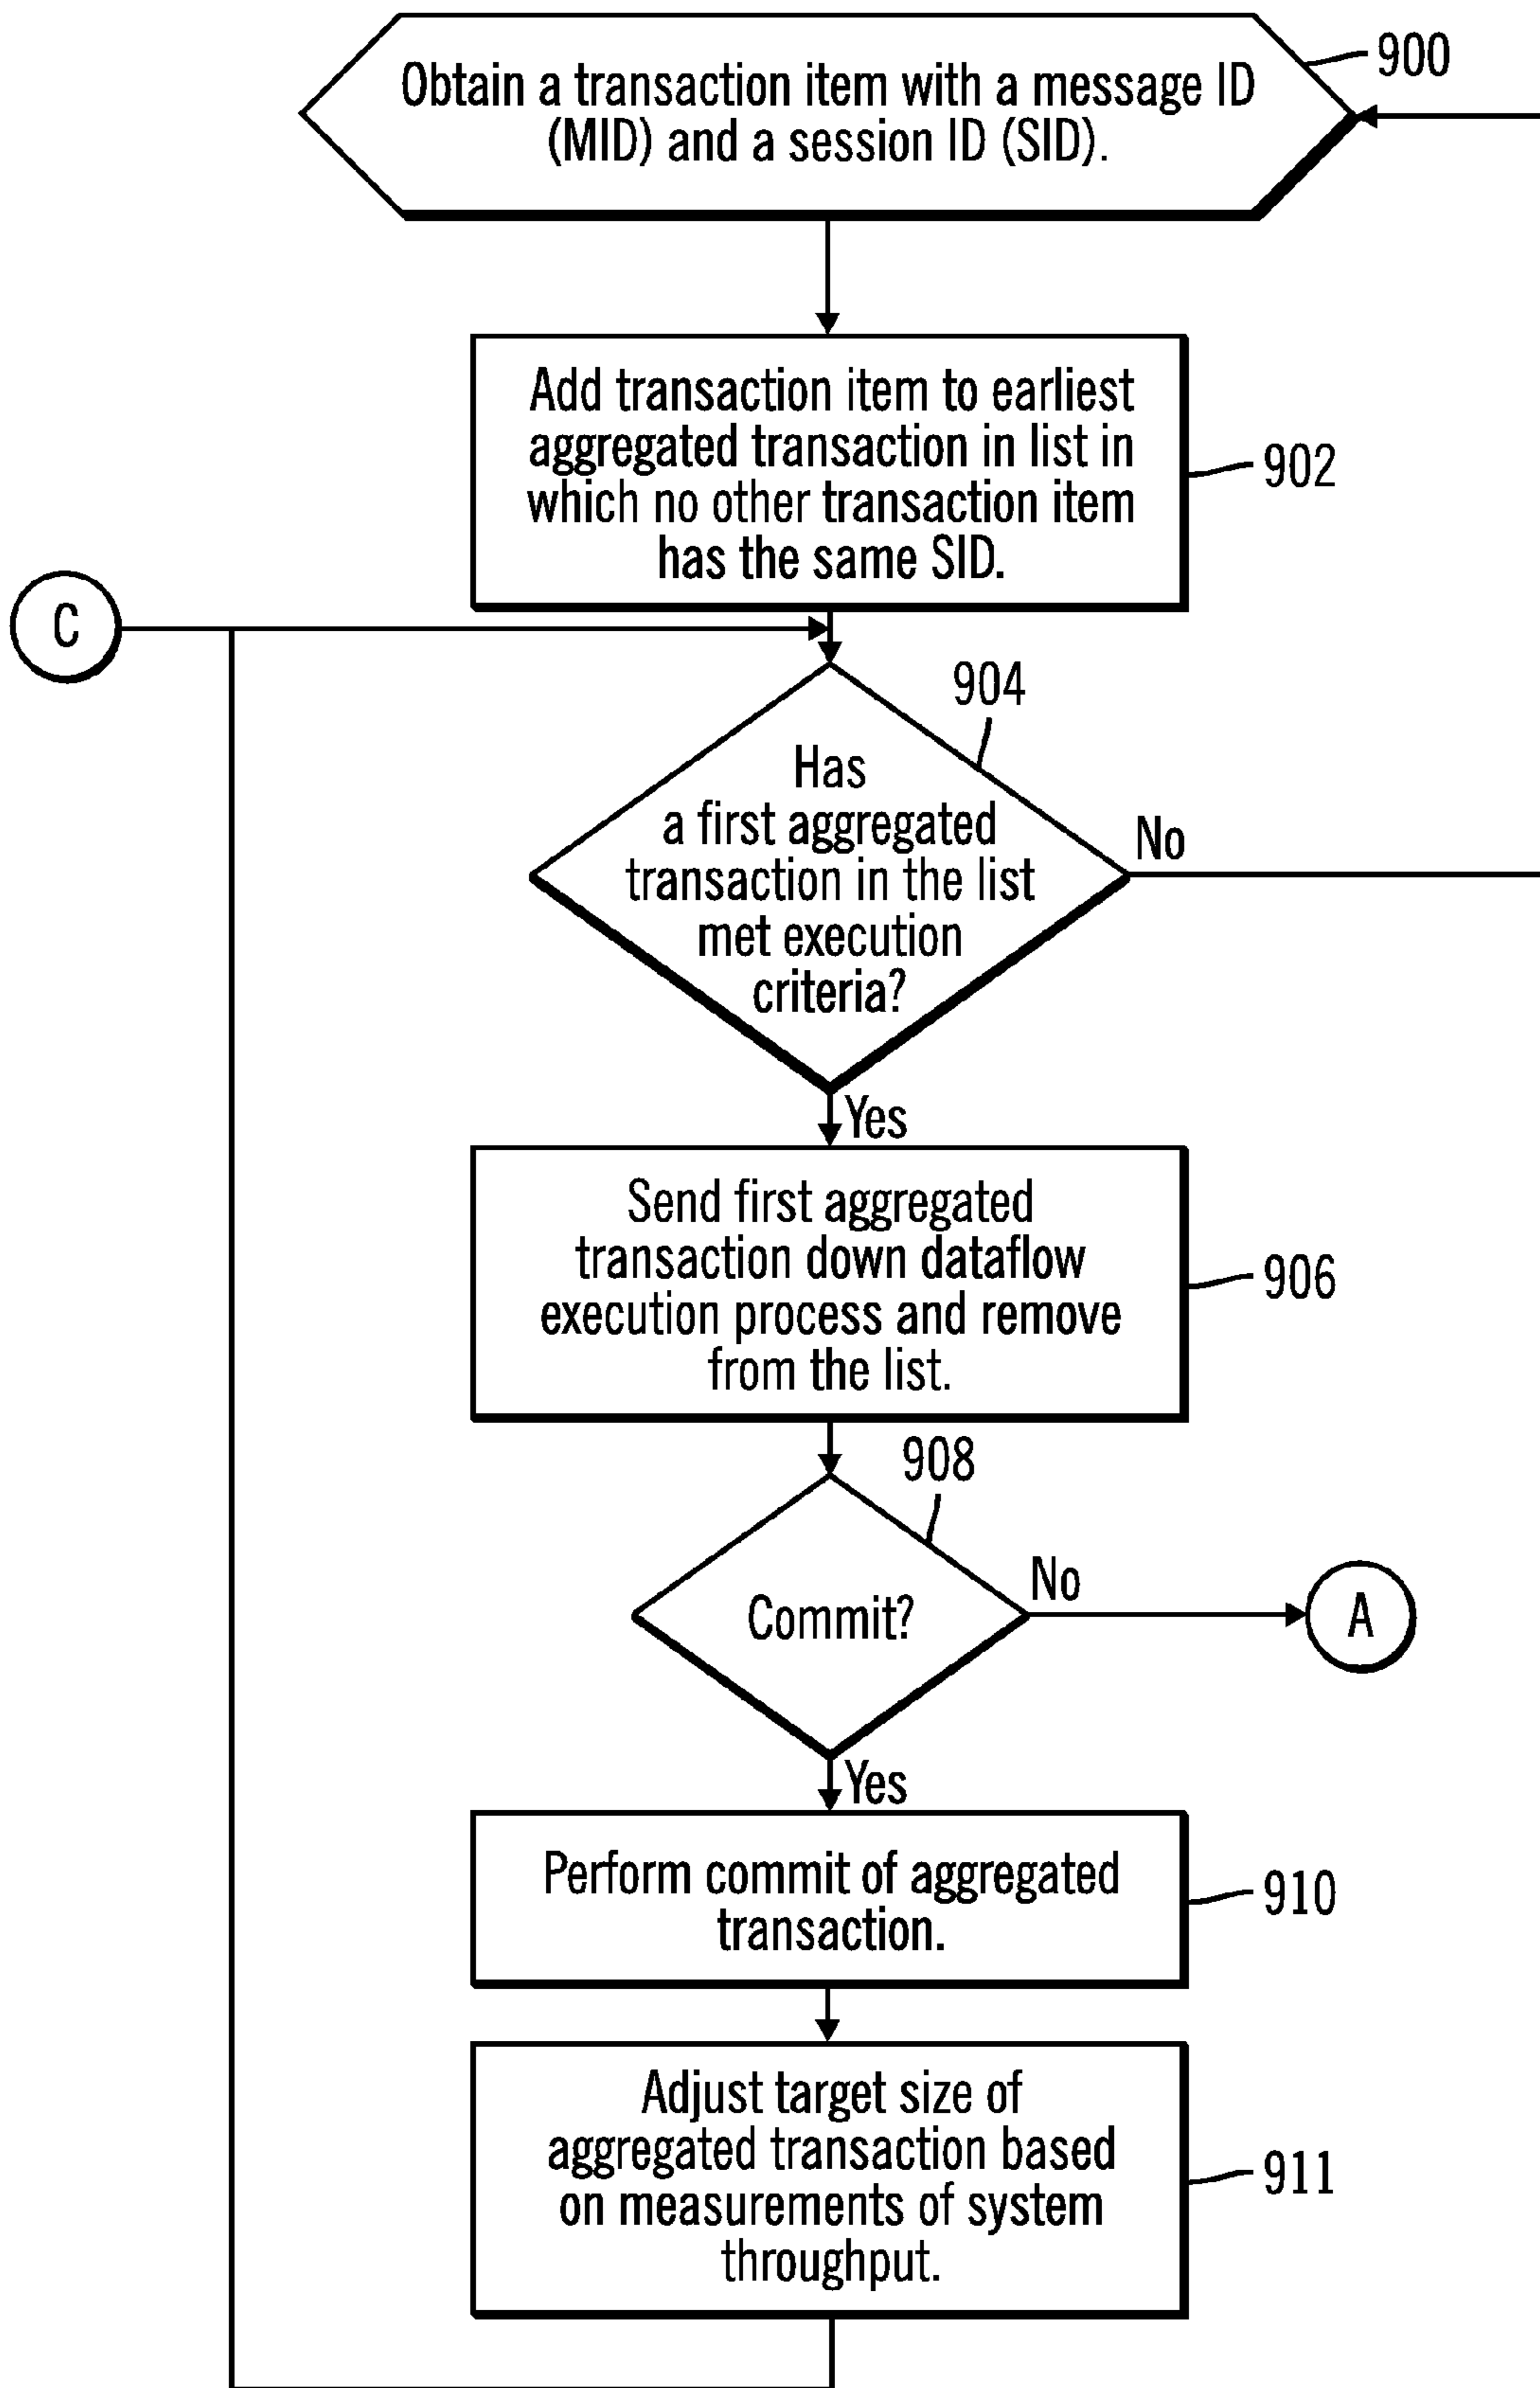 Obtain a transaction item with a message ID
(MID) and a session ID (SID).
900
Add transaction item to earliest
aggregated transaction in list in
which no other transaction item
has the same SID.
902
C
904
Has
a first aggregated
transaction in the list
met execution
criteria?
No
Yes
Send first aggregated
transaction down dataflow
execution process and remove
from the list.
906
908
Commit?
No
A
Yes
Perform commit of aggregated
transaction.
910
Adjust target size of
aggregated transaction based
on measurements of system
throughput.
911